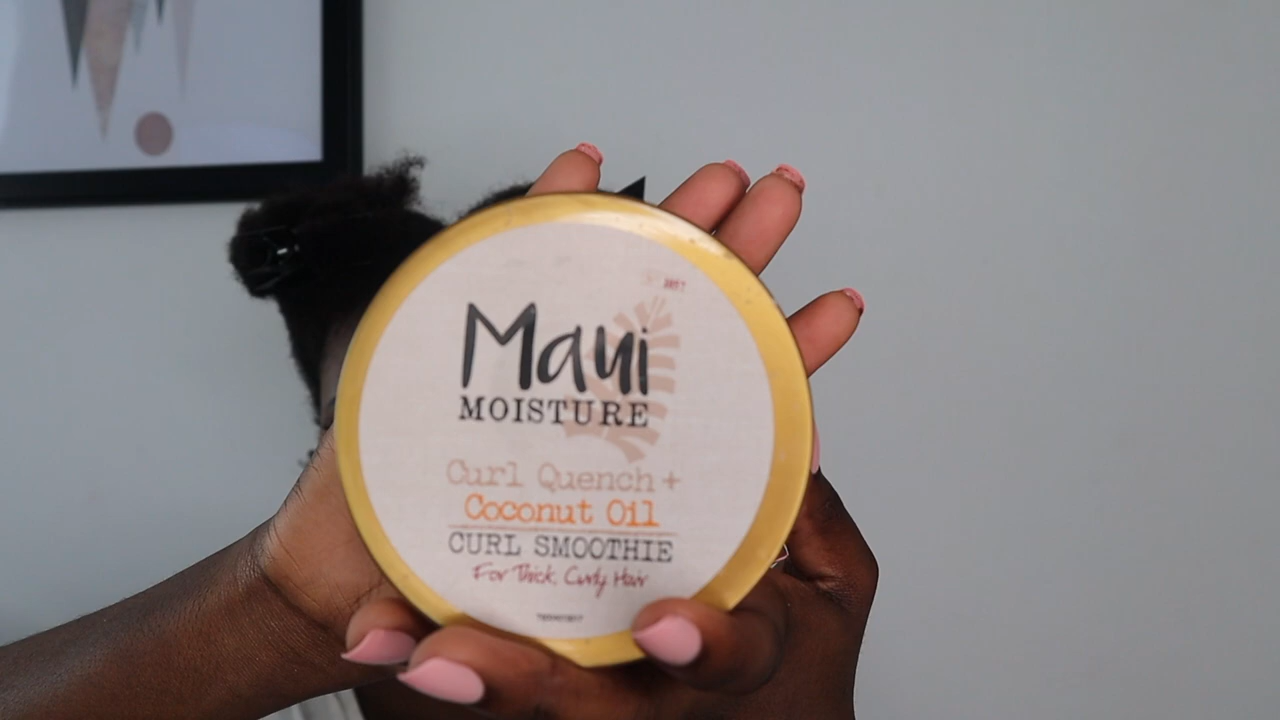 Maui
MOISTURE
Curl Quench +
Coconut Oil
CURL SMOOTHIE
For Thick, Curly Hair